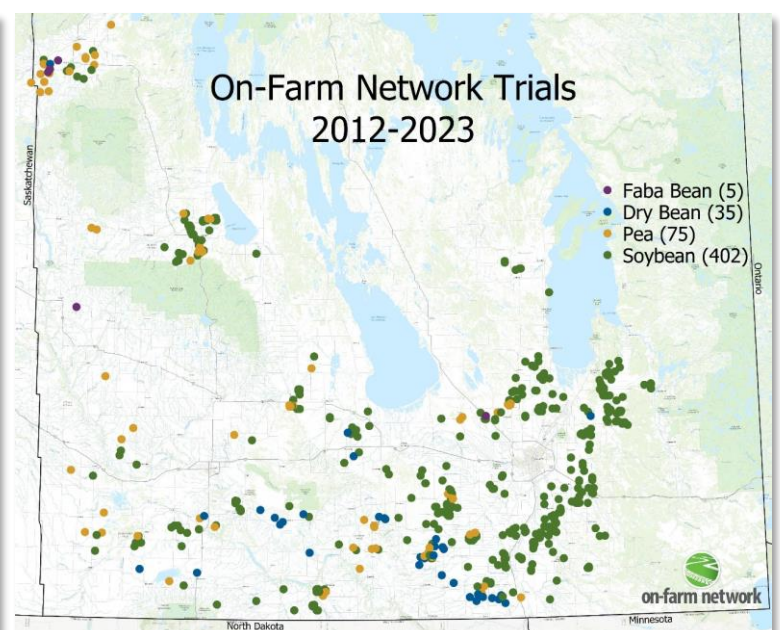 On-Farm Network Trials
2012-2023
Saskatchewan
Faba Bean (5)
Dry Bean (35)
Pea (75)
Soybean (402)
Ontario
on-farm network
North Dakota
Minnesota